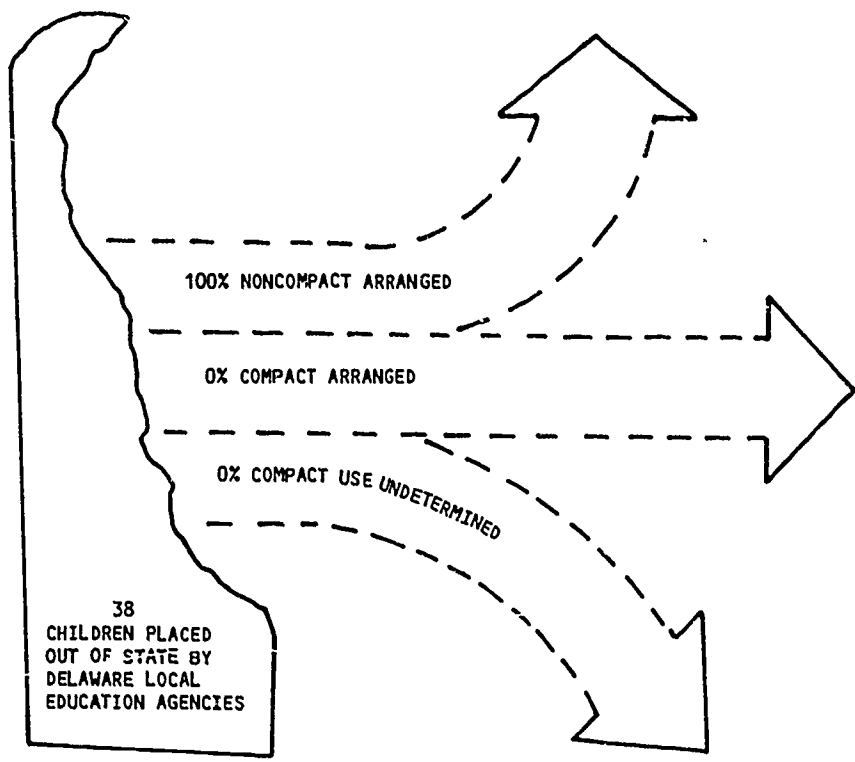 100% NONCOMPACT ARRANGED
0% COMPACT ARRANGED
0% COMPACT USE UNDETERMINED
38
CHILDREN PLACED
OUT OF STATE BY
DELAWARE LOCAL
EDUCATION AGENCIES